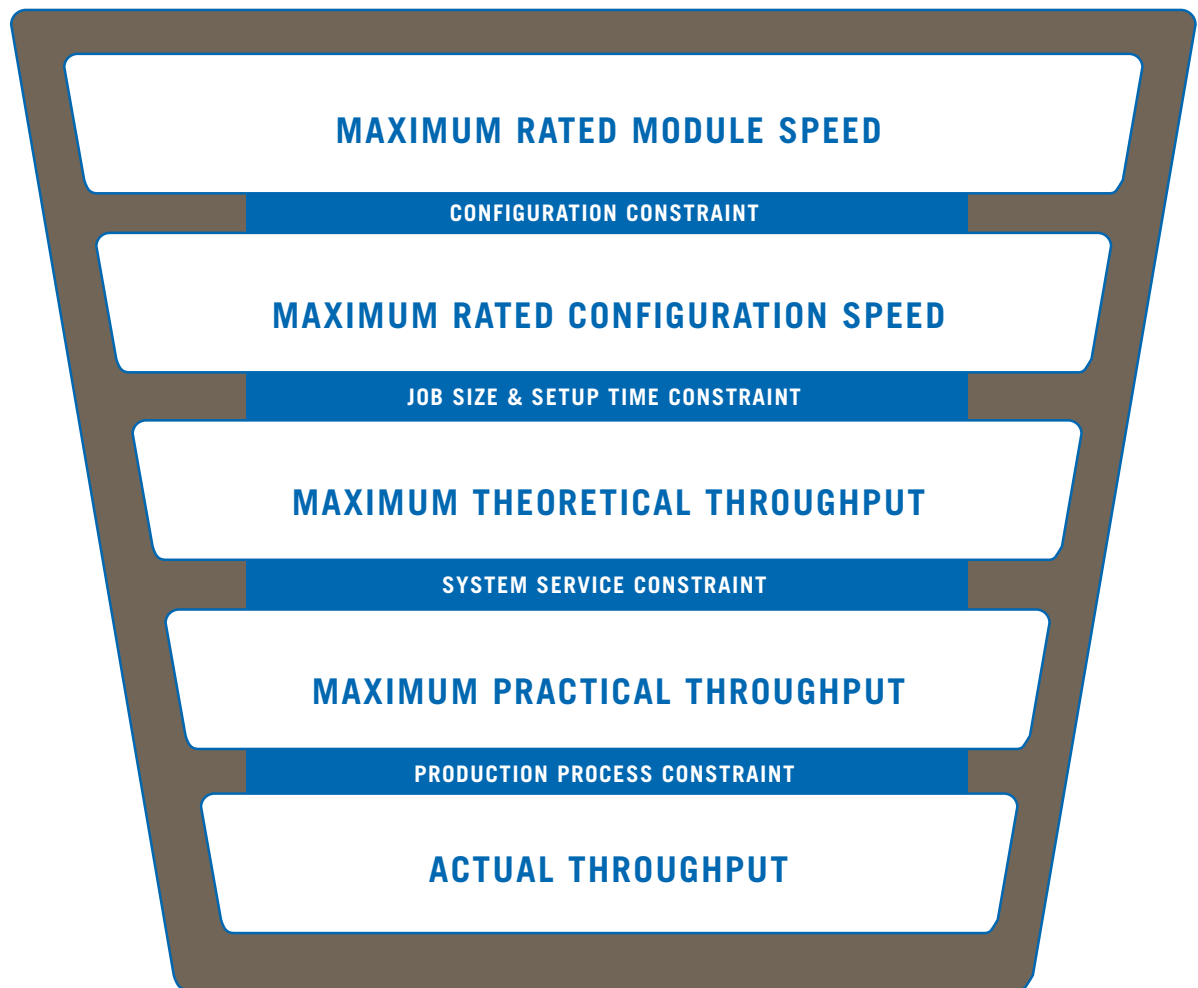 MAXIMUM RATED MODULE SPEED
CONFIGURATION CONSTRAINT
MAXIMUM RATED CONFIGURATION SPEED
JOB SIZE & SETUP TIME CONSTRAINT
MAXIMUM THEORETICAL THROUGHPUT
SYSTEM SERVICE CONSTRAINT
MAXIMUM PRACTICAL THROUGHPUT
PRODUCTION PROCESS CONSTRAINT
ACTUAL THROUGHPUT